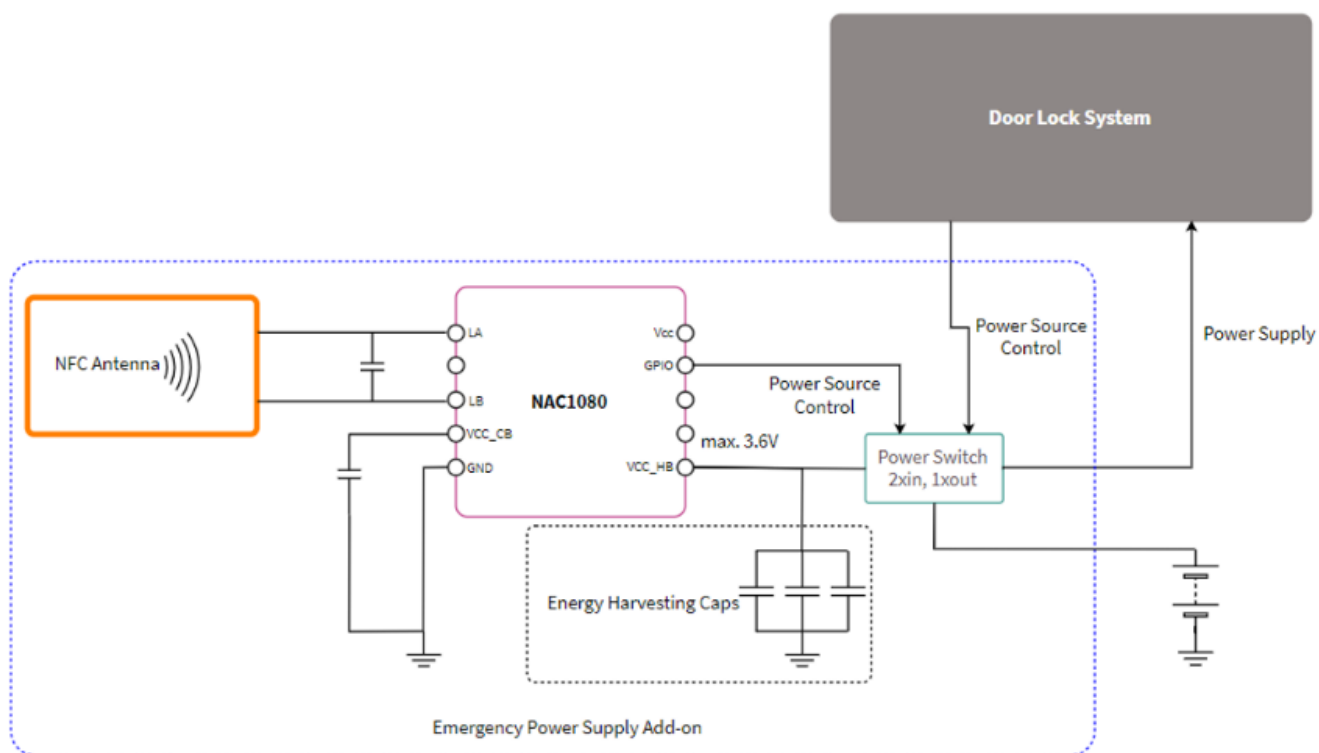 Door Lock System
NFC Antenna
LA
LB
VCC_CB
GND
NAC1080
Vcc
GPIO
VCC_HB
Power Source
Control
max. 3.6V
Power Source
Control
Power Supply
Power Switch
2xin, 1xout
Energy Harvesting Caps
Emergency Power Supply Add-on